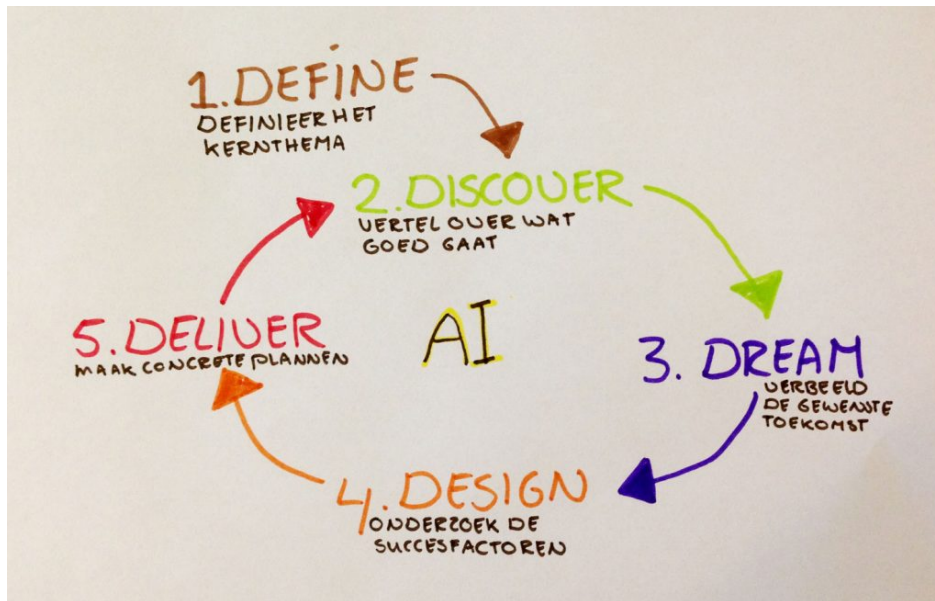 1. DEFINE
DEFINIEER HET
KERNTHEMA
2. DISCOVER
VERTEL OVER WAT
GOED GAAT
AI
3. DREAM
VERBEELD
DE GEWENSTE
TOEKOMST
4. DESIGN
ONDERZOEK DE
SUCCESFACTOREN
5. DELIVER
MAAK CONCRETE PLANNEN